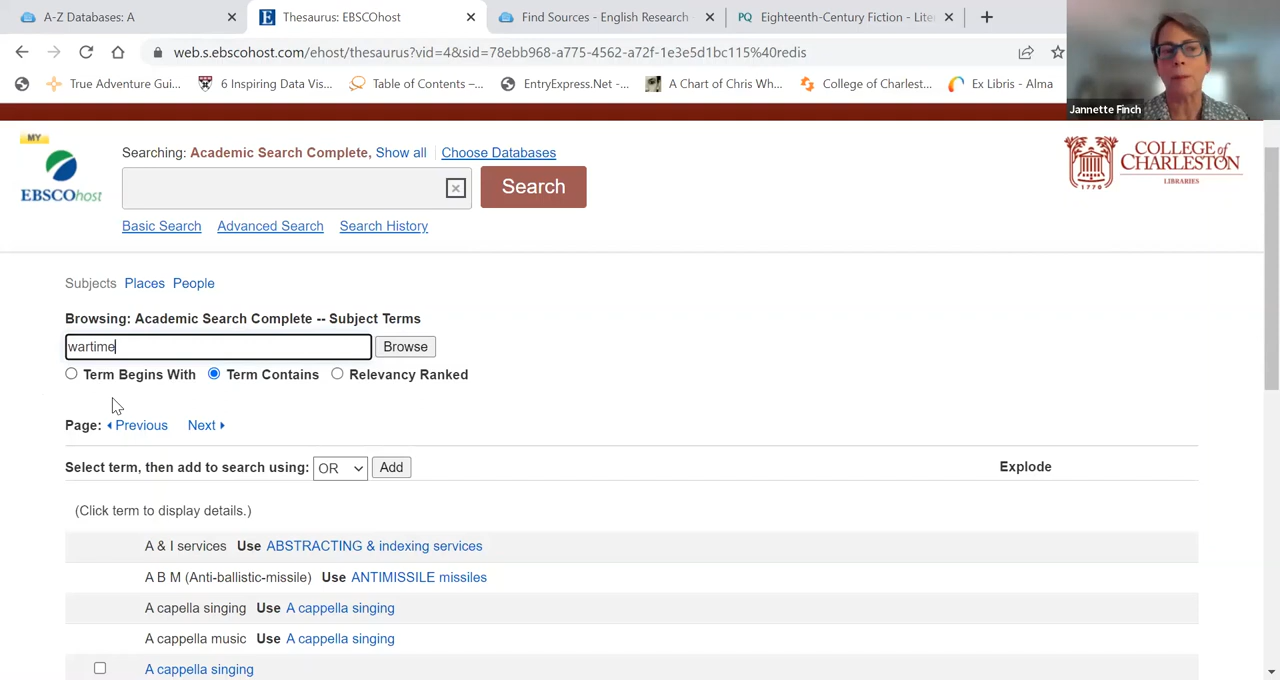 A-Z Databases: A
Thesaurus: EBSCOhost
Find Sources - English Research
PQ Eighteenth-Century Fiction - Lite
web.s.ebscohost.com/ehost/thesaurus?vid=4&sid=78ebb968-a775-4562-a72f-1e3e5d1bc115%40redis
True Adventure Gui...
6 Inspiring Data Vis...
Table of Contents –...
EntryExpress.Net -...
A Chart of Chris Wh...
College of Charlest...
Ex Libris - Alma
Jannette Finch
MY
EBSCOhost
Searching: Academic Search Complete, Show all Choose Databases
Search
Basic Search Advanced Search Search History
COLLEGE of
CHARLESTON
LIBRARIES
1770
Subjects Places People
Browsing: Academic Search Complete -- Subject Terms
wartime Browse
Term Begins With Term Contains Relevancy Ranked
Page: Previous Next
Select term, then add to search using: OR Add Explode
(Click term to display details.)
A & I services Use ABSTRACTING & indexing services
A B M (Anti-ballistic-missile) Use ANTIMISSILE missiles
A capella singing Use A cappella singing
A cappella music Use A cappella singing
A cappella singing